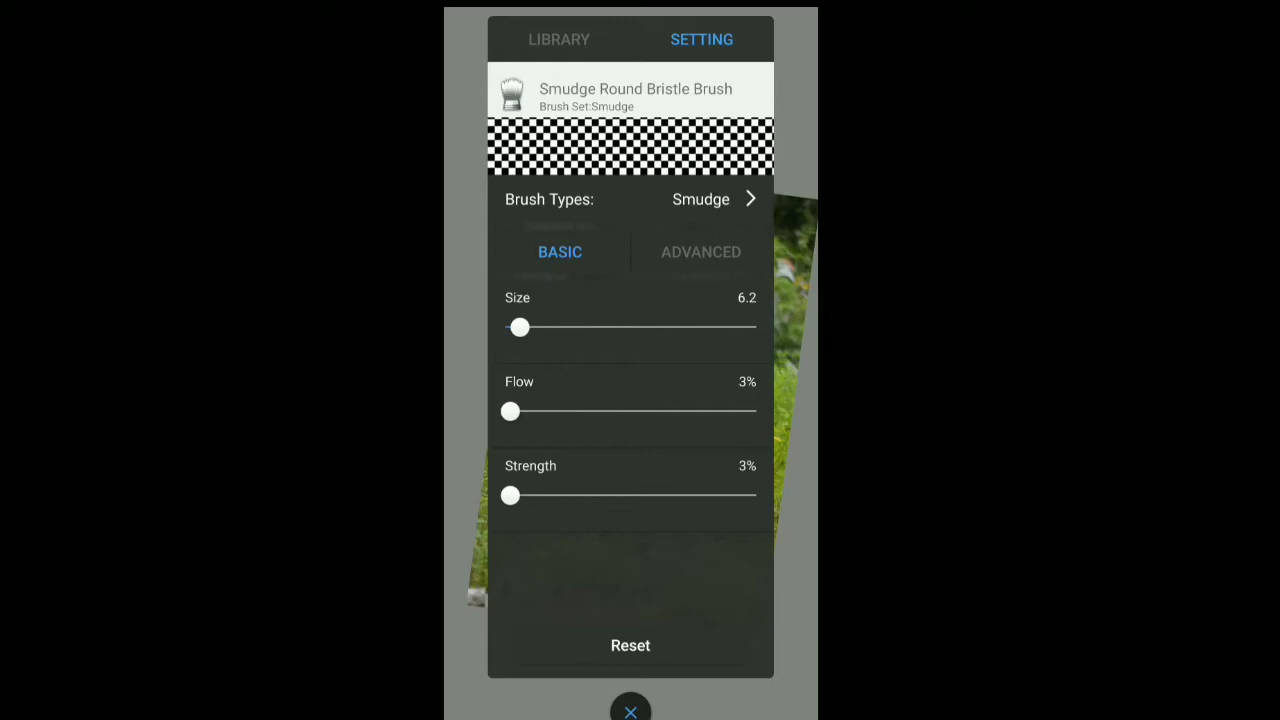 LIBRARY SETTING
Smudge Round Bristle Brush
Brush Set:Smudge
Brush Types: Smudge
BASIC ADVANCED
Size 6.2
Flow 3%
Strength 3%
Reset